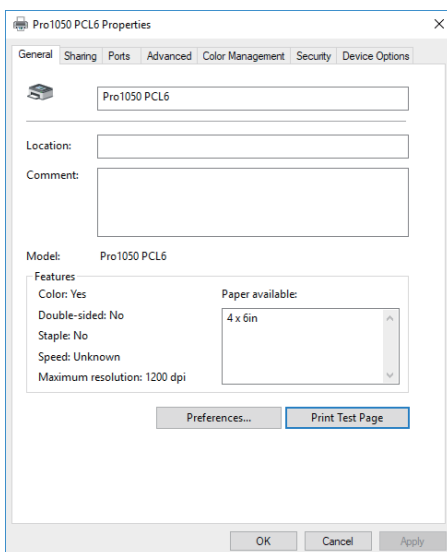 Pro1050 PCL6 Properties
General Sharing Ports Advanced Color Management Security Device Options
Pro1050 PCL6
Location:
Comment:
Model: Pro1050 PCL6
Features
Color: Yes
Paper available:
Double-sided: No
4 x 6in
Staple: No
Speed: Unknown
Maximum resolution: 1200 dpi
Preferences... Print Test Page
OK Cancel Apply